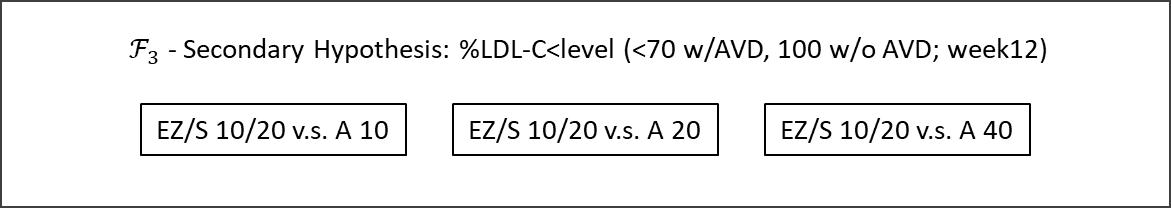 ℱ₃ - Secondary Hypothesis: %LDL-C<level (<70 w/AVD, 100 w/o AVD; week12)
EZ/S 10/20 v.s. A 10
EZ/S 10/20 v.s. A 20
EZ/S 10/20 v.s. A 40